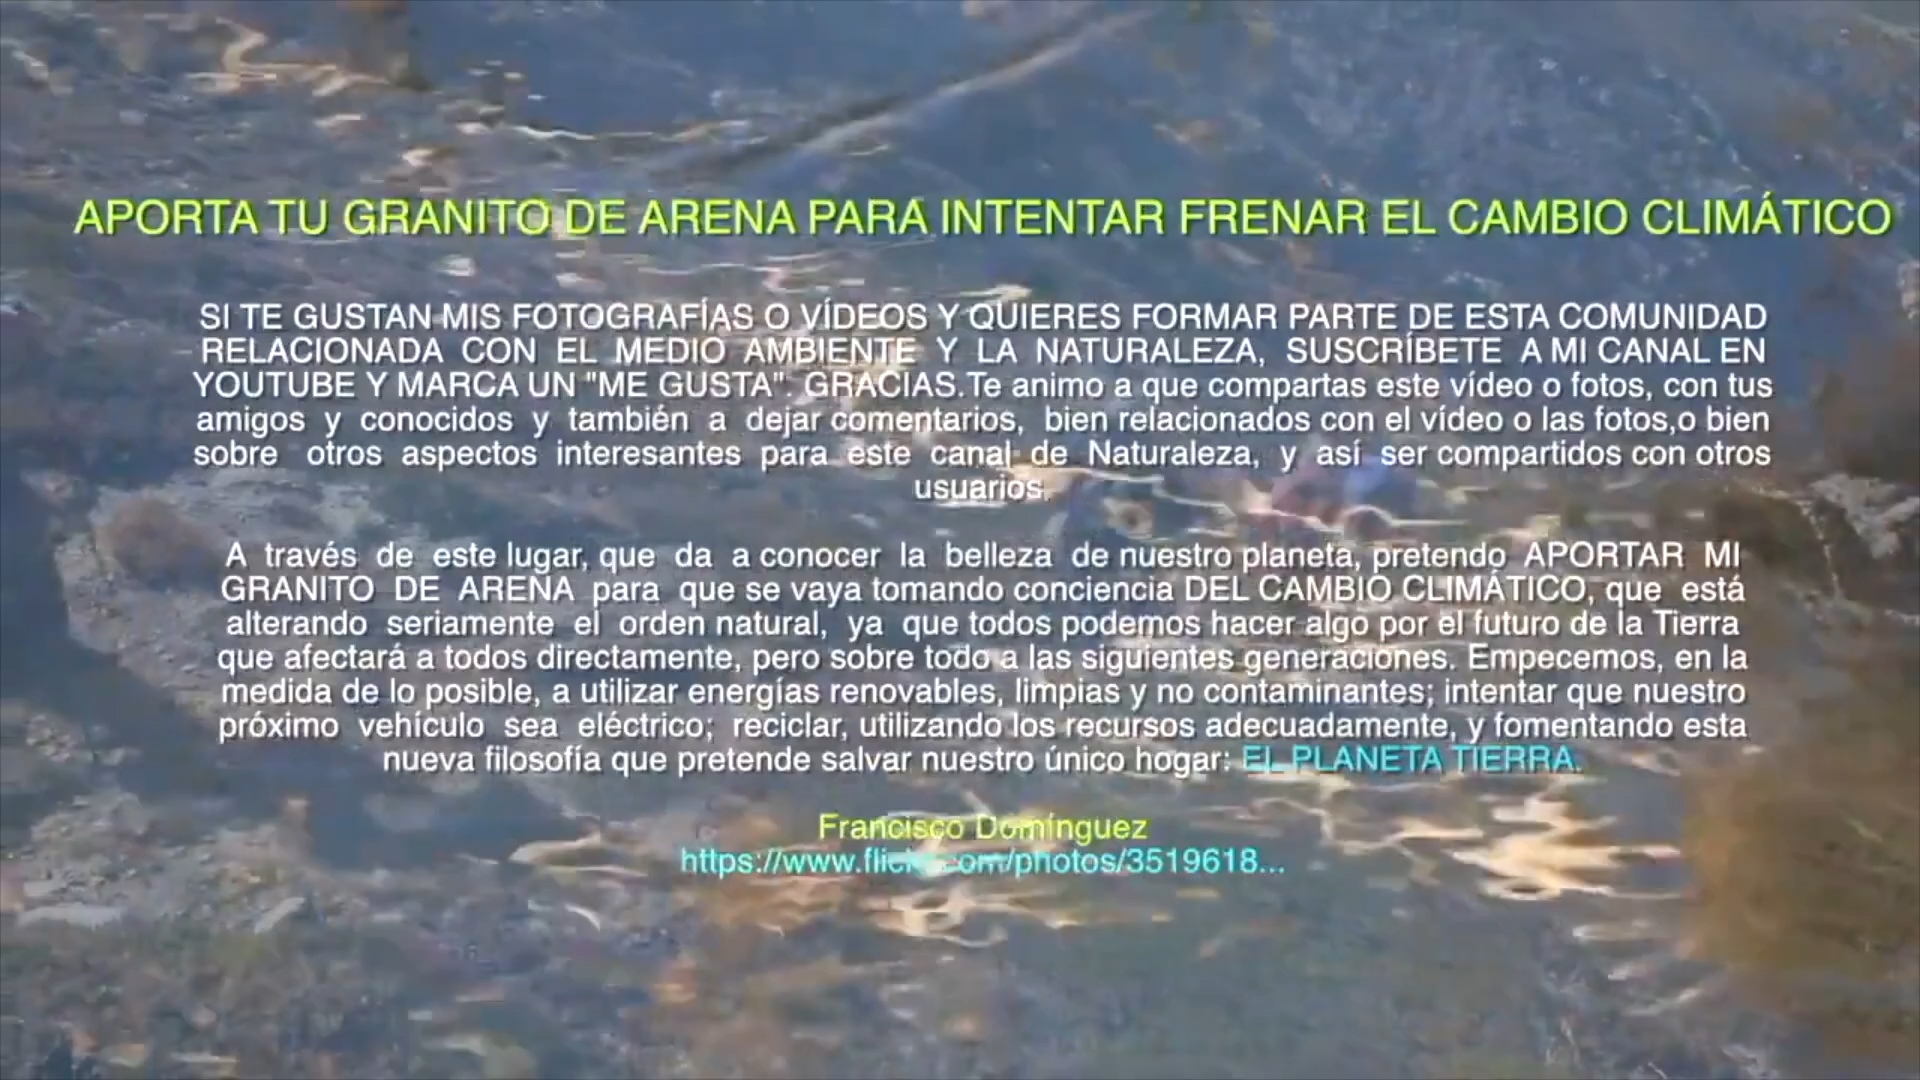 APORTA TU GRANITO DE ARENA PARA INTENTAR FRENAR EL CAMBIO CLIMÁTICO
SI TE GUSTAN MIS FOTOGRAFÍAS O VÍDEOS Y QUIERES FORMAR PARTE DE ESTA COMUNIDAD
RELACIONADA CON EL MEDIO AMBIENTE Y LA NATURALEZA, SUSCRÍBETE A MI CANAL EN
YOUTUBE Y MARCA UN "ME GUSTA". GRACIAS.Te animo a que compartas este vídeo o fotos, con tus
amigos y conocidos y también a dejar comentarios, bien relacionados con el vídeo o las fotos,o bien
sobre otros aspectos interesantes para este canal de Naturaleza, y así ser compartidos con otros
usuarios.
A través de este lugar, que da a conocer la belleza de nuestro planeta, pretendo APORTAR MI
GRANITO DE ARENA para que se vaya tomando conciencia DEL CAMBIO CLIMÁTICO, que está
alterando seriamente el orden natural, ya que todos podemos hacer algo por el futuro de la Tierra
que afectará a todos directamente, pero sobre todo a las siguientes generaciones. Empecemos, en la
medida de lo posible, a utilizar energías renovables, limpias y no contaminantes; intentar que nuestro
próximo vehículo sea eléctrico; reciclar, utilizando los recursos adecuadamente, y fomentando esta
nueva filosofía que pretende salvar nuestro único hogar: EL PLANETA TIERRA.
Francisco Domínguez
https://www.flickr.com/photos/3519618...